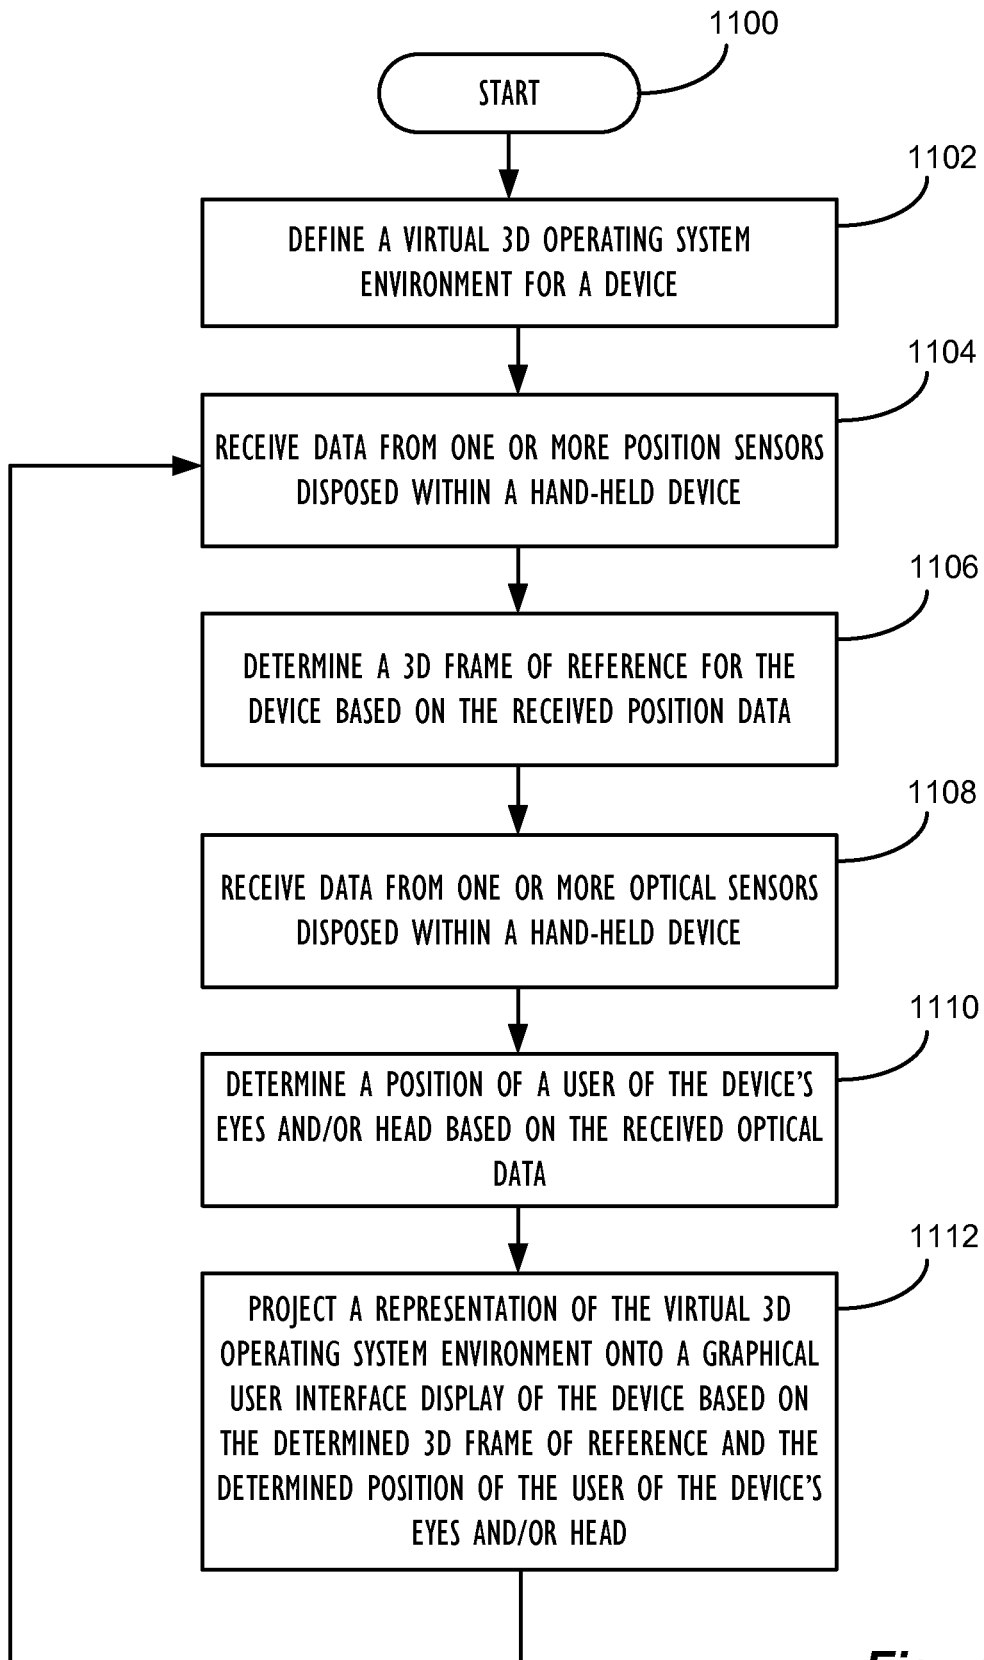 1100
START
1102
DEFINE A VIRTUAL 3D OPERATING SYSTEM
ENVIRONMENT FOR A DEVICE
1104
RECEIVE DATA FROM ONE OR MORE POSITION SENSORS
DISPOSED WITHIN A HAND-HELD DEVICE
1106
DETERMINE A 3D FRAME OF REFERENCE FOR THE
DEVICE BASED ON THE RECEIVED POSITION DATA
1108
RECEIVE DATA FROM ONE OR MORE OPTICAL SENSORS
DISPOSED WITHIN A HAND-HELD DEVICE
1110
DETERMINE A POSITION OF A USER OF THE DEVICE'S
EYES AND/OR HEAD BASED ON THE RECEIVED OPTICAL
DATA
1112
PROJECT A REPRESENTATION OF THE VIRTUAL 3D
OPERATING SYSTEM ENVIRONMENT ONTO A GRAPHICAL
USER INTERFACE DISPLAY OF THE DEVICE BASED ON
THE DETERMINED 3D FRAME OF REFERENCE AND THE
DETERMINED POSITION OF THE USER OF THE DEVICE'S
EYES AND/OR HEAD